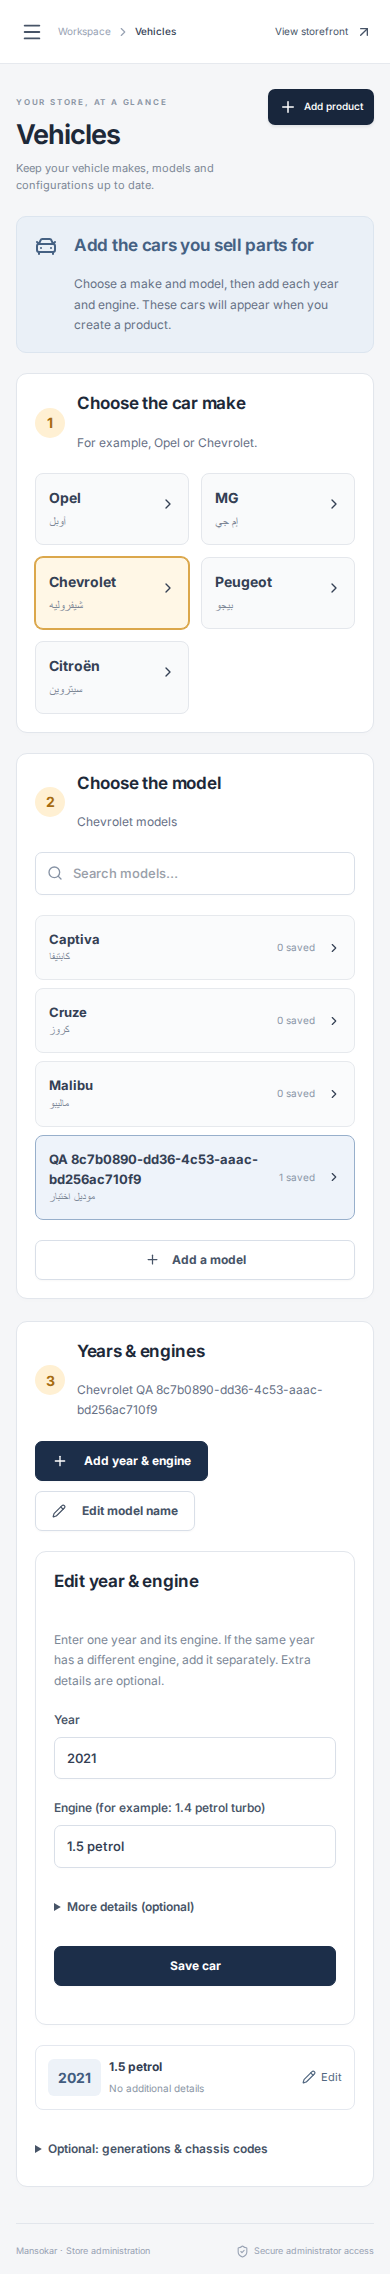 Workspace > Vehicles
View storefront
YOUR STORE, AT A GLANCE
Add product
Vehicles
Keep your vehicle makes, models and
configurations up to date.
Add the cars you sell parts for
Choose a make and model, then add each year
and engine. These cars will appear when you
create a product.
1
Choose the car make
For example, Opel or Chevrolet.
Opel
أوبل
MG
إم جي
Chevrolet
شيفروليه
Peugeot
بيجو
Citroën
سيتروين
2
Choose the model
Chevrolet models
Search models...
Captiva
كابتيفا
0 saved
Cruze
كروز
0 saved
Malibu
ماليبو
0 saved
QA 8c7b0890-dd36-4c53-aaac-
bd256ac710f9
موديل اختبار
1 saved
Add a model
3
Years & engines
Chevrolet QA 8c7b0890-dd36-4c53-aaac-
bd256ac710f9
Add year & engine
Edit model name
Edit year & engine
Enter one year and its engine. If the same year
has a different engine, add it separately. Extra
details are optional.
Year
2021
Engine (for example: 1.4 petrol turbo)
1.5 petrol
More details (optional)
Save car
2021
1.5 petrol
No additional details
Edit
Optional: generations & chassis codes
Mansokar · Store administration
Secure administrator access